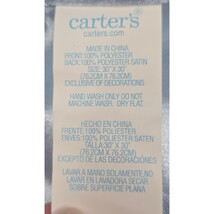 carter's
carters.com
MADE IN CHINA
FRONT:100% POLYESTER
BACK:100% POLYESTER SATIN
SIZE: 30" X 30"
(76.2CM X 76.2CM)
EXCLUSIVE OF DECORATIONS
HAND WASH ONLY DO NOT
MACHINE WASH. DRY FLAT.
HECHO EN CHINA
FRENTE:100% POLIESTER
ENVES:100% POLIESTER SATEN
TALLA 30" X 30"
(76.2CM X 76.2CM)
EXCEPTO DE LAS DECORACIÓNES
LAVAR A MANO SOLAMENTE.NO
LAVAR EN LAVADORA SECAR
SOBRE SUPERFICIE PLANA